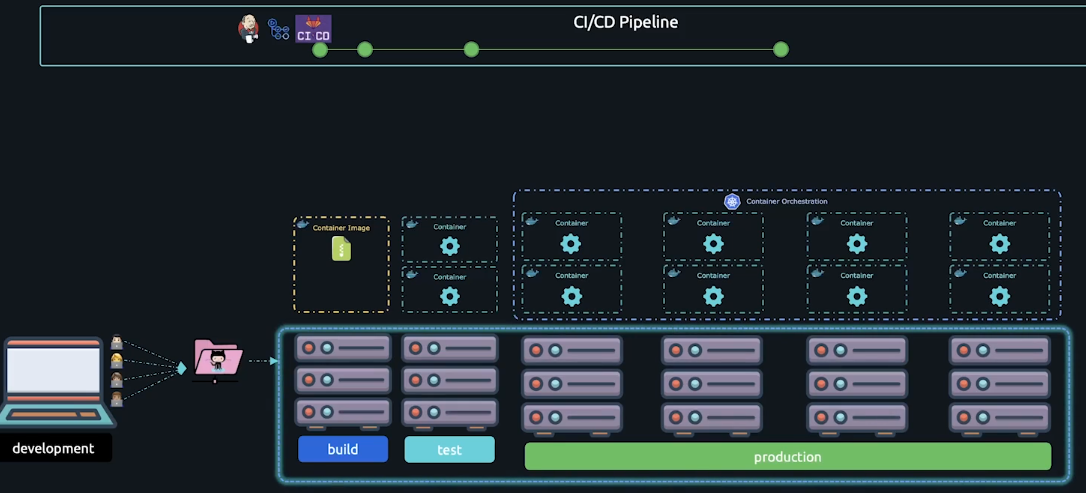 CI/CD Pipeline
CI CD
Container Orchestration
Container Image
Container
Container
Container
Container
Container
Container
Container
Container
Container
Container
development
build
test
production